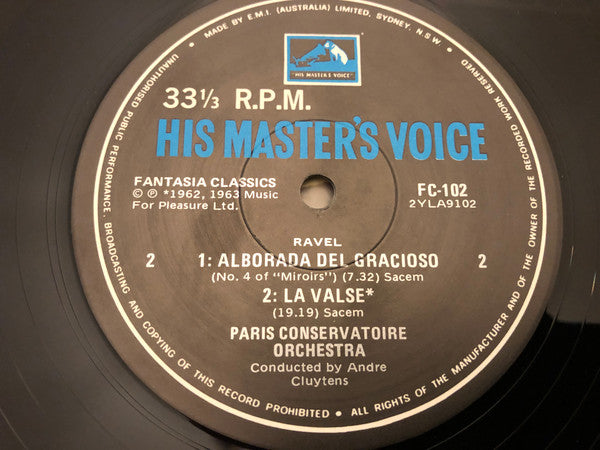 MADE BY E.M.I. (AUSTRALIA) LIMITED, SYDNEY, N.S.W.
"HIS MASTER'S VOICE"
33 1/3 R.P.M.
HIS MASTER'S VOICE
FANTASIA CLASSICS
© ℗ *1962, 1963 Music
For Pleasure Ltd.
FC-102
2YLA9102
RAVEL
2 1: ALBORADA DEL GRACIOSO 2
(No. 4 of "Miroirs") (7.32) Sacem
2: LA VALSE*
(19.19) Sacem
PARIS CONSERVATOIRE
ORCHESTRA
Conducted by Andre
Cluytens
UNAUTHORISED PUBLIC PERFORMANCE, BROADCASTING AND COPYING OF THIS RECORD PROHIBITED • ALL RIGHTS OF THE MANUFACTURER AND OF THE OWNER OF THE RECORDED WORK RESERVED